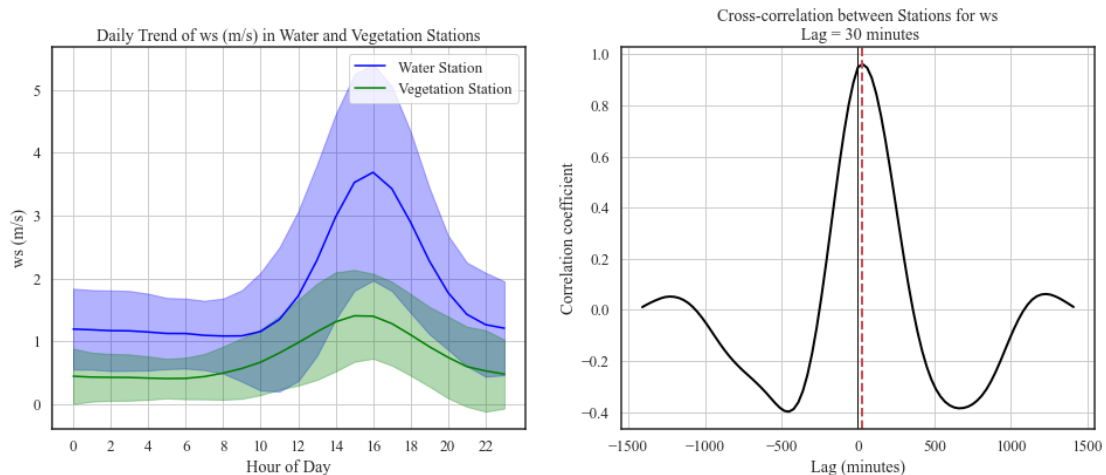 Daily Trend of ws (m/s) in Water and Vegetation Stations
Water Station
Vegetation Station
ws (m/s)
5
4
3
2
1
0
0 2 4 6 8 10 12 14 16 18 20 22
Hour of Day
Cross-correlation between Stations for ws
Lag = 30 minutes
Correlation coefficient
1.0
0.8
0.6
0.4
0.2
0.0
−0.2
−0.4
−1500 −1000 −500 0 500 1000 1500
Lag (minutes)